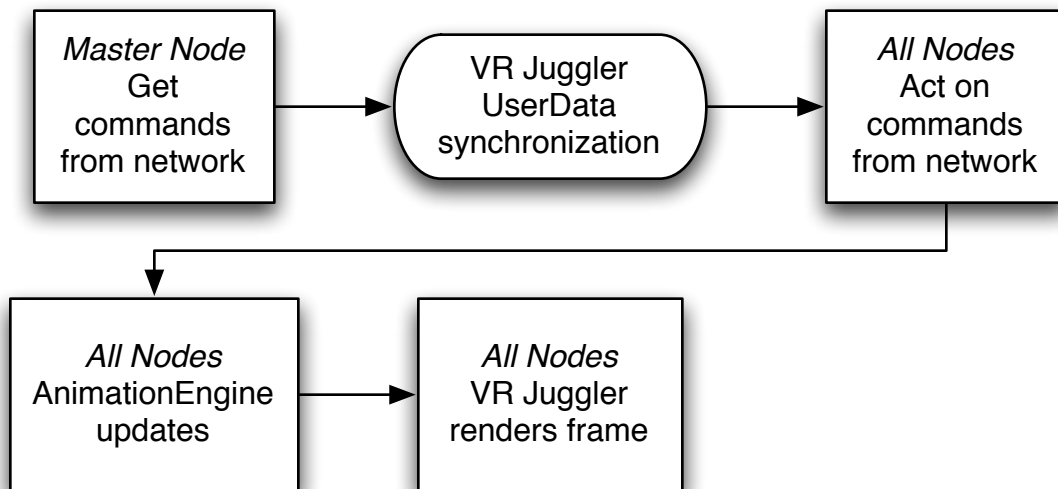 Master Node
Get
commands
from network
VR Juggler
UserData
synchronization
All Nodes
Act on
commands
from network
All Nodes
AnimationEngine
updates
All Nodes
VR Juggler
renders frame